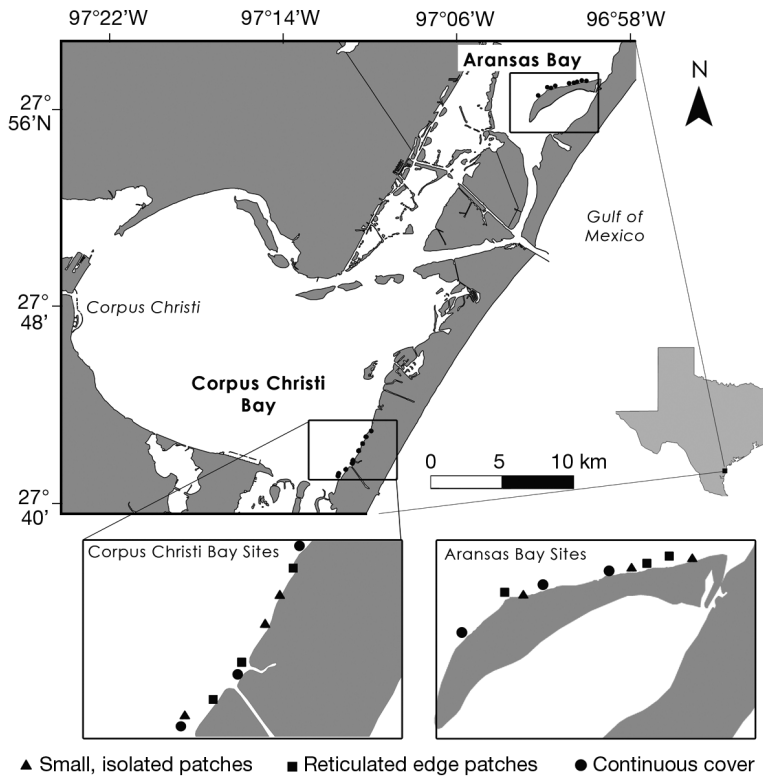 97°22'W 97°14'W 97°06'W 96°58'W
Aransas Bay
N
27°
56'N
Gulf of
Mexico
27°
48'
Corpus Christi
Corpus Christi
Bay
0 5 10 km
27°
40'
Corpus Christi Bay Sites
Aransas Bay Sites
Small, isolated patches Reticulated edge patches Continuous cover